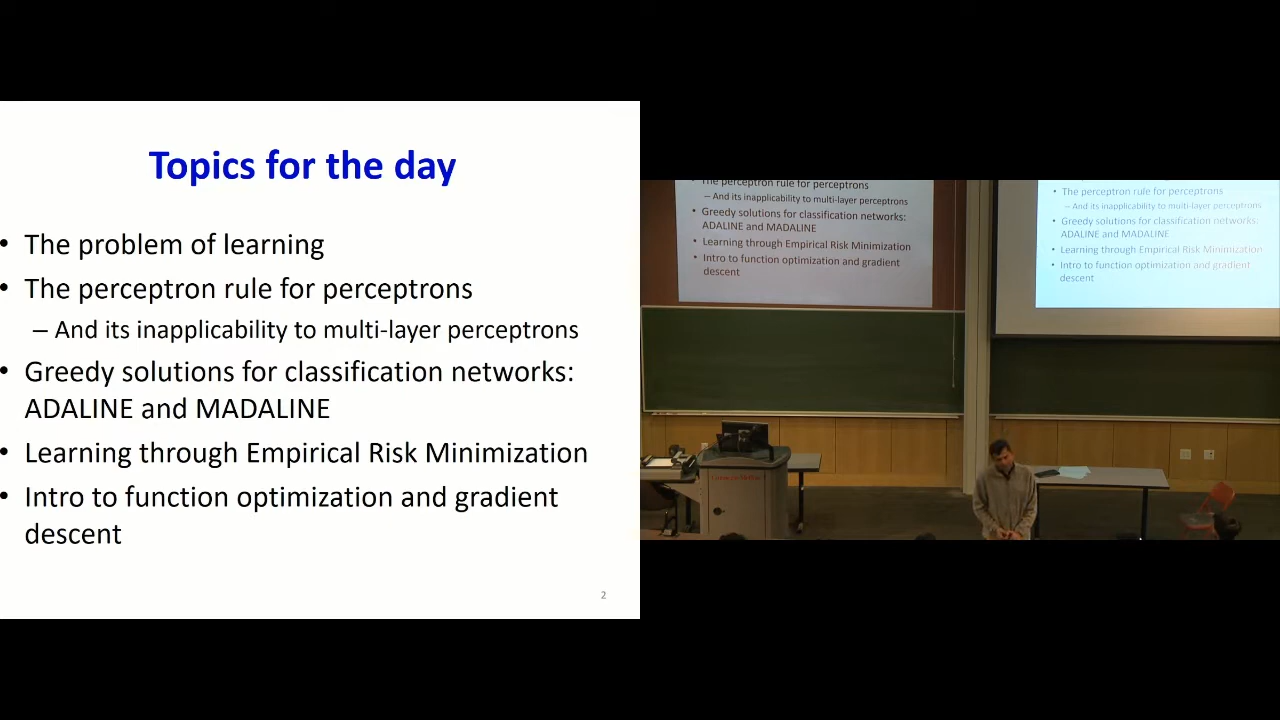 Topics for the day
• The problem of learning
• The perceptron rule for perceptrons
– And its inapplicability to multi-layer perceptrons
• Greedy solutions for classification networks:
ADALINE and MADALINE
• Learning through Empirical Risk Minimization
• Intro to function optimization and gradient
descent
2
The perceptron rule for perceptrons
– And its inapplicability to multi-layer perceptrons
• Greedy solutions for classification networks:
ADALINE and MADALINE
• Learning through Empirical Risk Minimization
• Intro to function optimization and gradient
descent
• The perceptron rule for perceptrons
– And its inapplicability to multi-layer perceptrons
• Greedy solutions for classification networks:
ADALINE and MADALINE
• Learning through Empirical Risk Minimization
• Intro to function optimization and gradient
descent